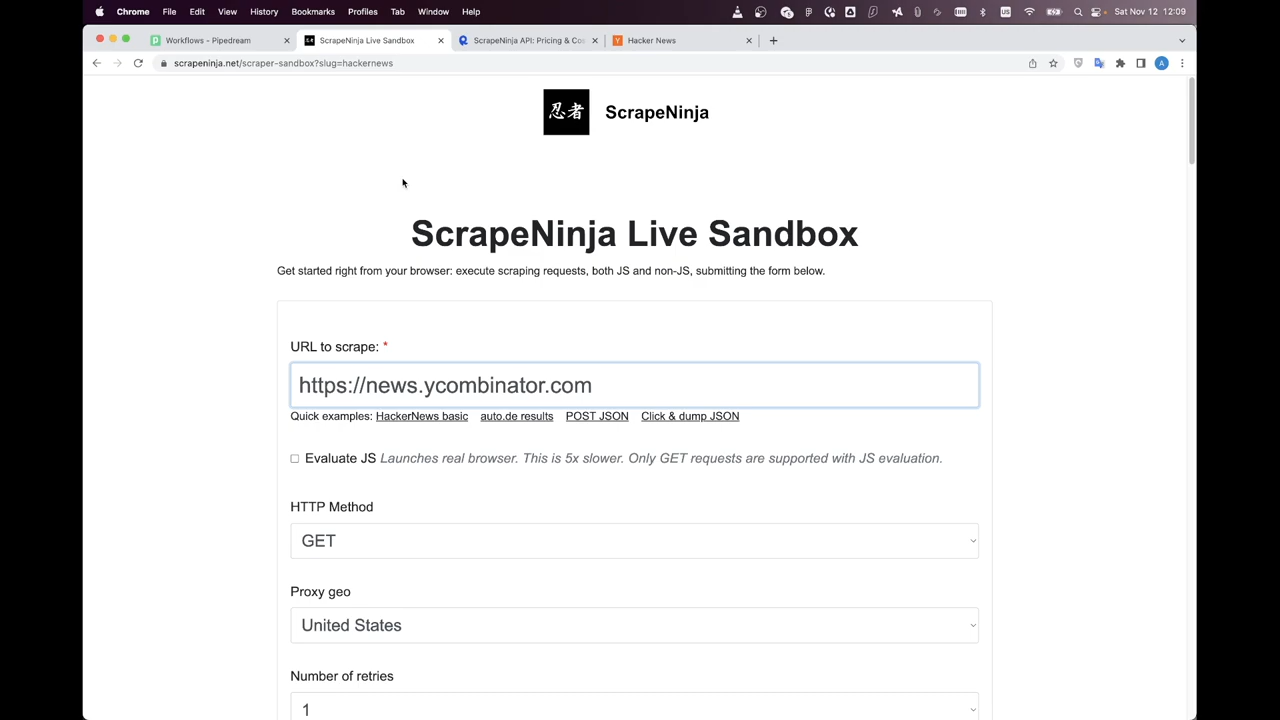 Chrome File Edit View History Bookmarks Profiles Tab Window Help Sat Nov 12 12:09
Workflows - Pipedream ScrapeNinja Live Sandbox ScrapeNinja API: Pricing & Cos Hacker News
scrapeninja.net/scraper-sandbox?slug=hackernews
忍者 ScrapeNinja
ScrapeNinja Live Sandbox
Get started right from your browser: execute scraping requests, both JS and non-JS, submitting the form below.
URL to scrape: *
https://news.ycombinator.com
Quick examples: HackerNews basic auto.de results POST JSON Click & dump JSON
Evaluate JS Launches real browser. This is 5x slower. Only GET requests are supported with JS evaluation.
HTTP Method
GET
Proxy geo
United States
Number of retries
1